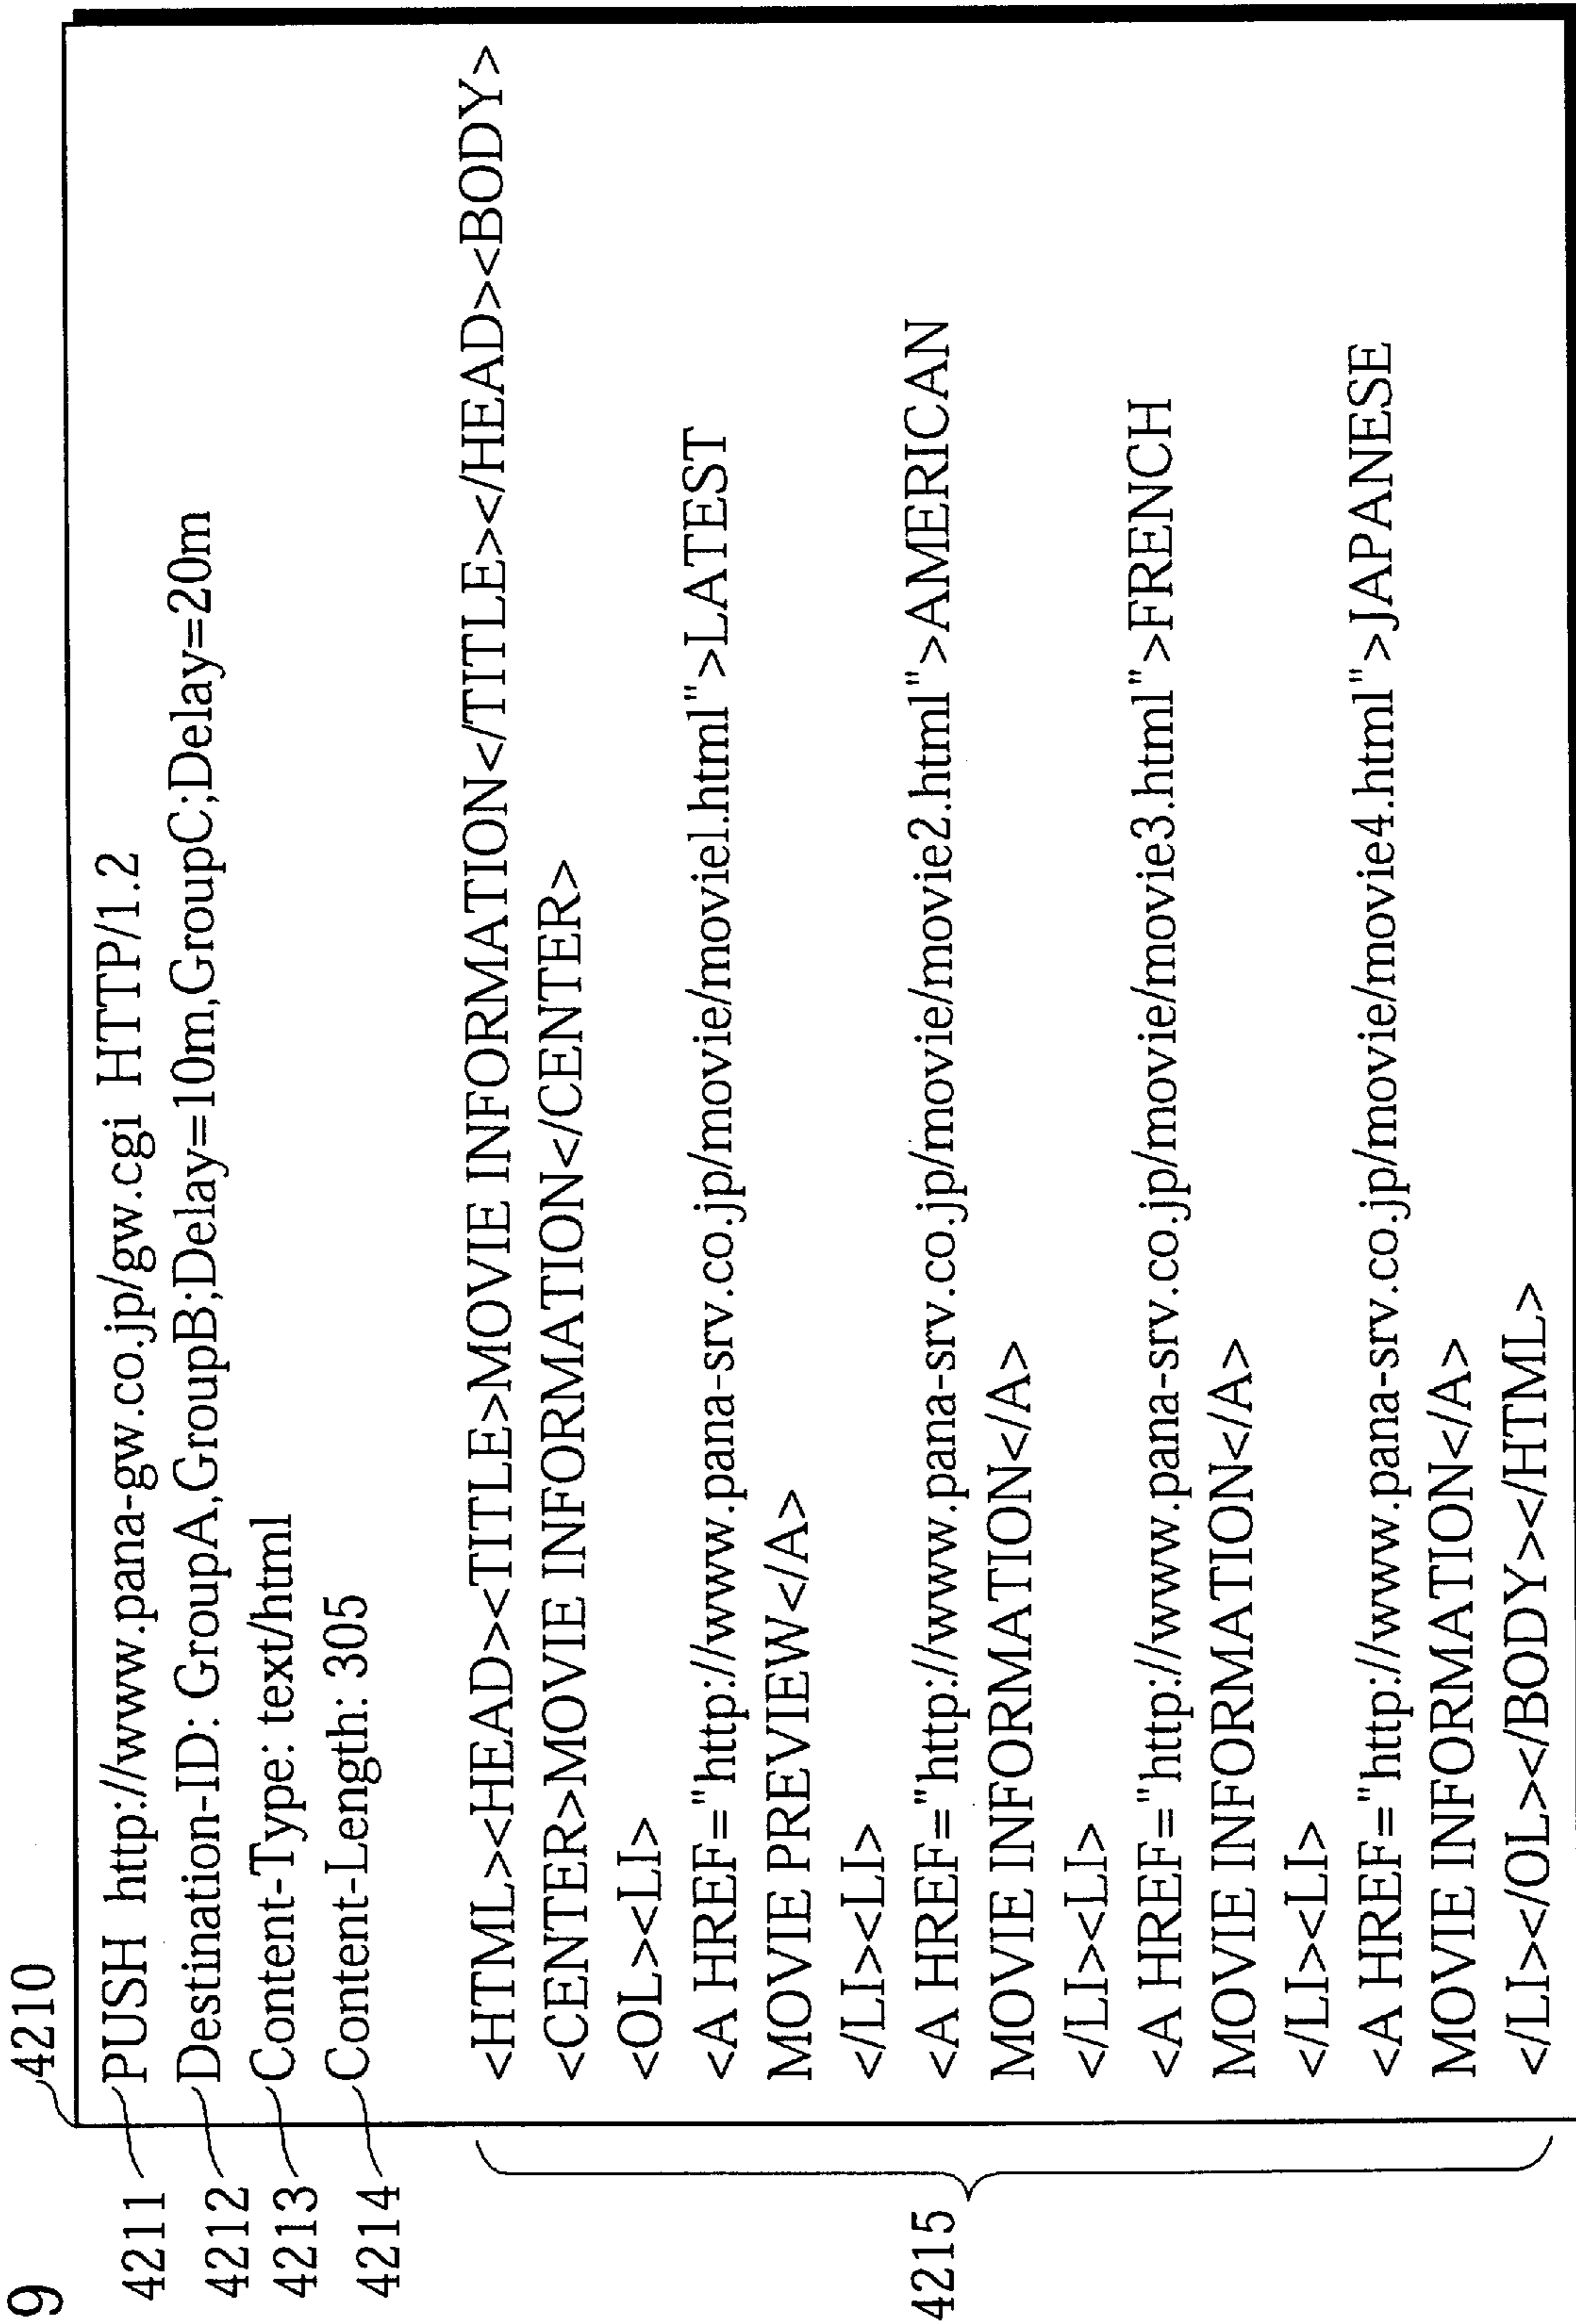 9
4210
4211 PUSH http://www.pana-gw.co.jp/gw.cgi HTTP/1.2
4212 Destination-ID: GroupA,GroupB;Delay=10m,GroupC;Delay=20m
4213 Content-Type: text/html
4214 Content-Length: 305
<HTML><HEAD><TITLE>MOVIE INFORMATION</TITLE></HEAD><BODY>
<CENTER>MOVIE INFORMATION</CENTER>
<OL><LI>
<A HREF="http://www.pana-srv.co.jp/movie/movie1.html">LATEST
MOVIE PREVIEW</A>
</LI><LI>
<A HREF="http://www.pana-srv.co.jp/movie/movie2.html">AMERICAN
4215
MOVIE INFORMATION</A>
</LI><LI>
<A HREF="http://www.pana-srv.co.jp/movie/movie3.html">FRENCH
MOVIE INFORMATION</A>
</LI><LI>
<A HREF="http://www.pana-srv.co.jp/movie/movie4.html">JAPANESE
MOVIE INFORMATION</A>
</LI></OL></BODY></HTML>